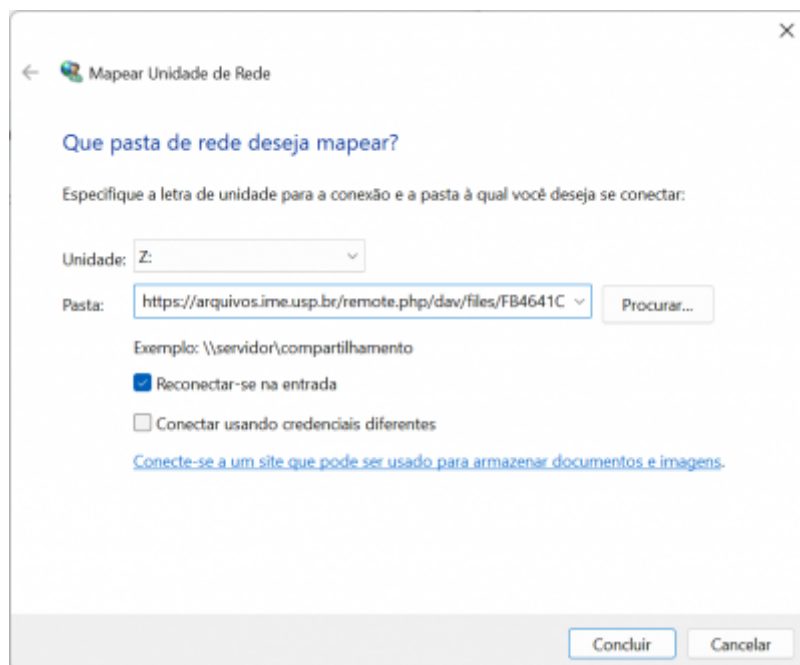 Mapear Unidade de Rede
Que pasta de rede deseja mapear?
Especifique a letra de unidade para a conexão e a pasta à qual você deseja se conectar:
Unidade: Z:
Pasta: https://arquivos.ime.usp.br/remote.php/dav/files/FB4641C Procurar...
Exemplo: \\servidor\compartilhamento
Reconectar-se na entrada
Conectar usando credenciais diferentes
Conecte-se a um site que pode ser usado para armazenar documentos e imagens.
Concluir Cancelar